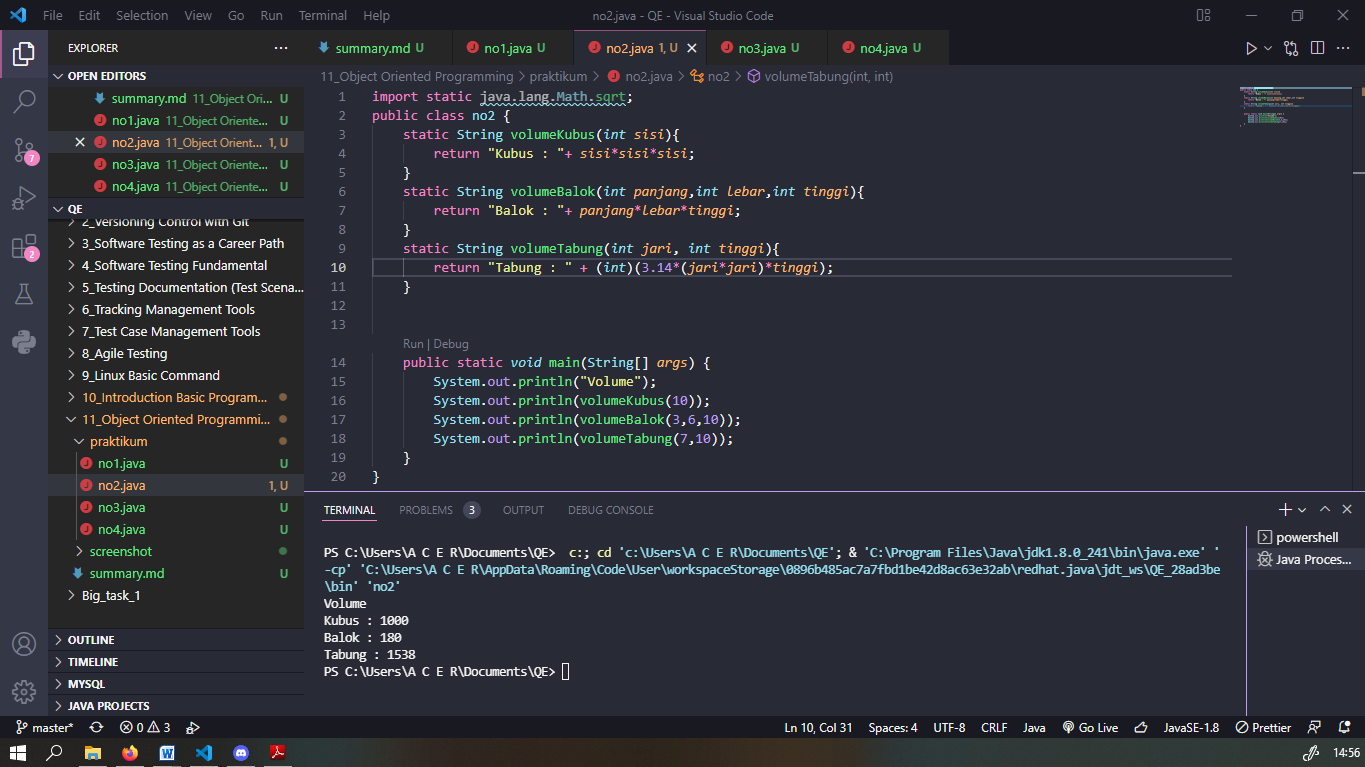 File Edit Selection View Go Run Terminal Help
no2.java - QE - Visual Studio Code
EXPLORER
OPEN EDITORS
summary.md 11_Object Ori... U
no1.java 11_Object Oriente... U
no2.java 11_Object Orient... 1, U
no3.java 11_Object Oriente... U
no4.java 11_Object Oriente... U
QE
2_Versioning Control with Git
3_Software Testing as a Career Path
4_Software Testing Fundamental
5_Testing Documentation (Test Scena...
6_Tracking Management Tools
7_Test Case Management Tools
8_Agile Testing
9_Linux Basic Command
10_Introduction Basic Program...
11_Object Oriented Programmi...
praktikum
no1.java U
no2.java 1, U
no3.java U
no4.java U
screenshot
summary.md U
Big_task_1
OUTLINE
TIMELINE
MYSQL
JAVA PROJECTS
7
2
summary.md U
no1.java U
no2.java 1, U
no3.java U
no4.java U
11_Object Oriented Programming > praktikum > no2.java > no2 > volumeTabung(int, int)
1 import static java.lang.Math.sqrt;
2 public class no2 {
3 static String volumeKubus(int sisi){
4 return "Kubus : "+ sisi*sisi*sisi;
5 }
6 static String volumeBalok(int panjang,int lebar,int tinggi){
7 return "Balok : "+ panjang*lebar*tinggi;
8 }
9 static String volumeTabung(int jari, int tinggi){
10 return "Tabung : " + (int)(3.14*(jari*jari)*tinggi);
11 }
12
13
Run | Debug
14 public static void main(String[] args) {
15 System.out.println("Volume");
16 System.out.println(volumeKubus(10));
17 System.out.println(volumeBalok(3,6,10));
18 System.out.println(volumeTabung(7,10));
19 }
20 }
TERMINAL PROBLEMS 3 OUTPUT DEBUG CONSOLE
PS C:\Users\A C E R\Documents\QE> c:; cd 'c:\Users\A C E R\Documents\QE'; & 'C:\Program Files\Java\jdk1.8.0_241\bin\java.exe' '
-cp' 'C:\Users\A C E R\AppData\Roaming\Code\User\workspaceStorage\0896b485ac7a7fbd1be42d8ac63e32ab\redhat.java\jdt_ws\QE_28ad3be
\bin' 'no2'
Volume
Kubus : 1000
Balok : 180
Tabung : 1538
PS C:\Users\A C E R\Documents\QE>
powershell
Java Proces...
master* 0 3
Ln 10, Col 31 Spaces: 4 UTF-8 CRLF Java Go Live JavaSE-1.8 Prettier
14:56